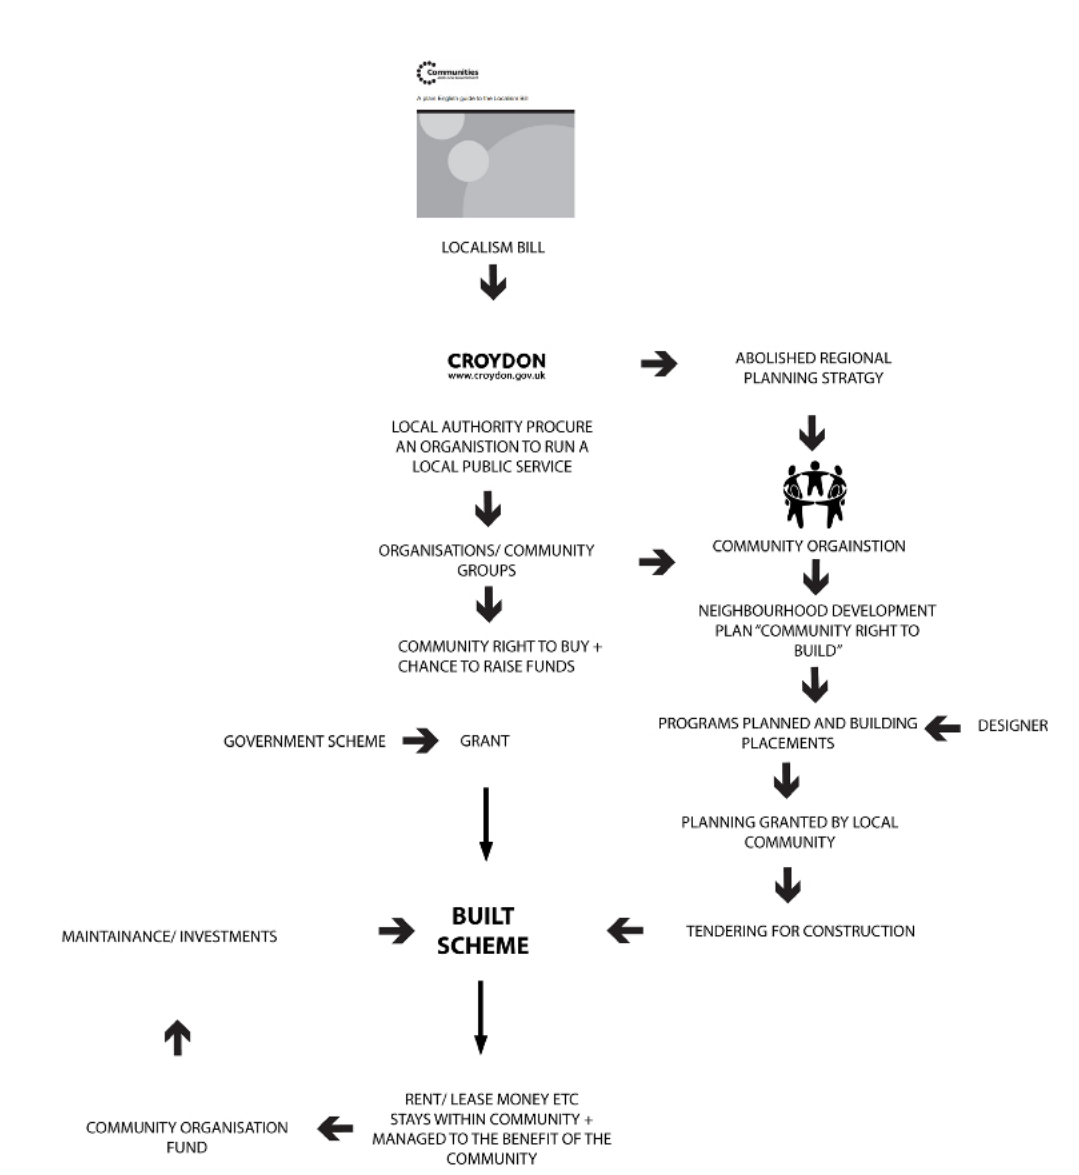 Communities
A plain English guide to the Localism Bill
LOCALISM BILL
CROYDON
www.croydon.gov.uk
ABOLISHED REGIONAL
PLANNING STRATGY
LOCAL AUTHORITY PROCURE
AN ORGANISTION TO RUN A
LOCAL PUBLIC SERVICE
ORGANISATIONS/ COMMUNITY
GROUPS
COMMUNITY ORGAINSTION
NEIGHBOURHOOD DEVELOPMENT
PLAN "COMMUNITY RIGHT TO
BUILD"
COMMUNITY RIGHT TO BUY +
CHANCE TO RAISE FUNDS
PROGRAMS PLANNED AND BUILDING
PLACEMENTS
DESIGNER
GOVERNMENT SCHEME
GRANT
PLANNING GRANTED BY LOCAL
COMMUNITY
BUILT
SCHEME
MAINTAINANCE/ INVESTMENTS
TENDERING FOR CONSTRUCTION
RENT/ LEASE MONEY ETC
STAYS WITHIN COMMUNITY +
MANAGED TO THE BENEFIT OF THE
COMMUNITY
COMMUNITY ORGANISATION
FUND